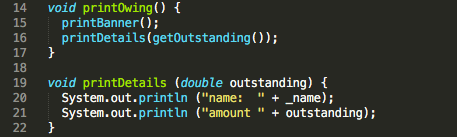 14 void printOwing() {
15   printBanner();
16   printDetails(getOutstanding());
17 }
18
19 void printDetails (double outstanding) {
20   System.out.println ("name:  " + _name);
21   System.out.println ("amount " + outstanding);
22 }